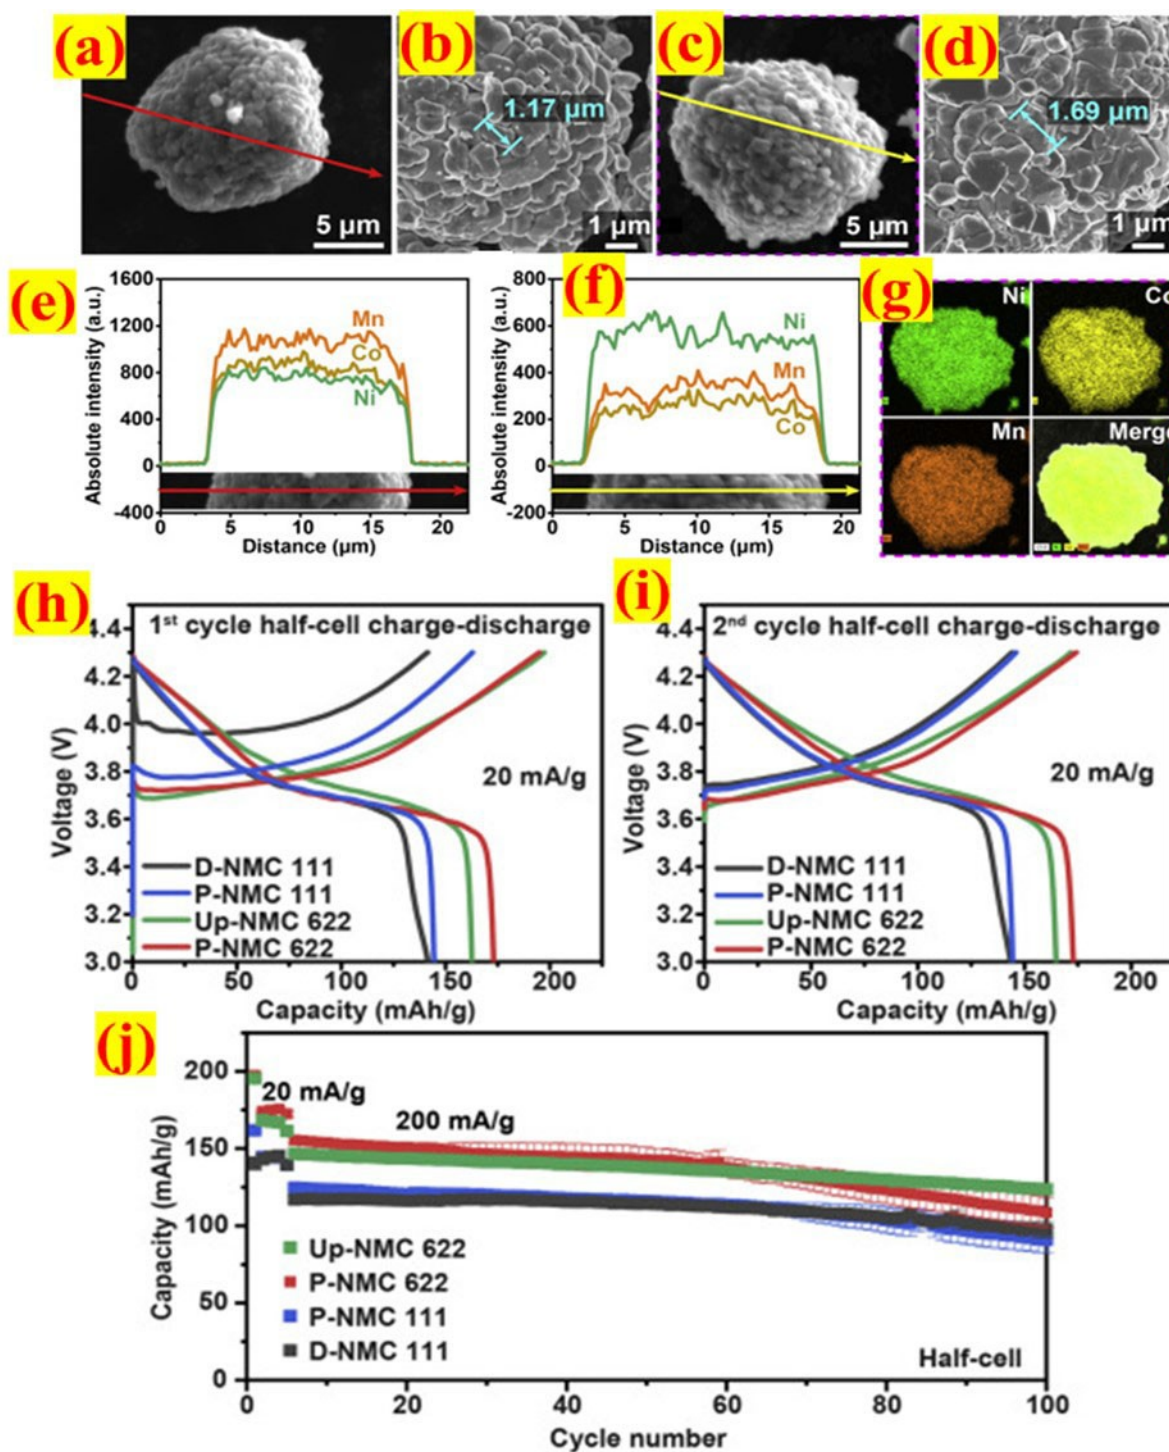 (a)
(b)
(c)
(d)
1.17 µm
1.69 µm
5 µm
1 µm
5 µm
1 µm
(e)
1600
1200
800
400
0
-400
Absolute intensity (a.u.)
Mn
Co
Ni
0 5 10 15 20
Distance (µm)
(f)
800
600
400
200
0
-200
Absolute intensity (a.u.)
Ni
Mn
Co
0 5 10 15 20
Distance (µm)
(g)
Ni
Co
Mn
Merge
(h)
1st cycle half-cell charge-discharge
4.2
4.0
3.8
3.6
3.4
3.2
3.0
Voltage (V)
20 mA/g
D-NMC 111
P-NMC 111
Up-NMC 622
P-NMC 622
0 50 100 150 200
Capacity (mAh/g)
(i)
2nd cycle half-cell charge-discharge
4.4
4.2
4.0
3.8
3.6
3.4
3.2
3.0
Voltage (V)
20 mA/g
D-NMC 111
P-NMC 111
Up-NMC 622
P-NMC 622
0 50 100 150 200
Capacity (mAh/g)
(j)
200
150
100
50
0
Capacity (mAh/g)
20 mA/g
200 mA/g
Up-NMC 622
P-NMC 622
P-NMC 111
D-NMC 111
Half-cell
0 20 40 60 80 100
Cycle number